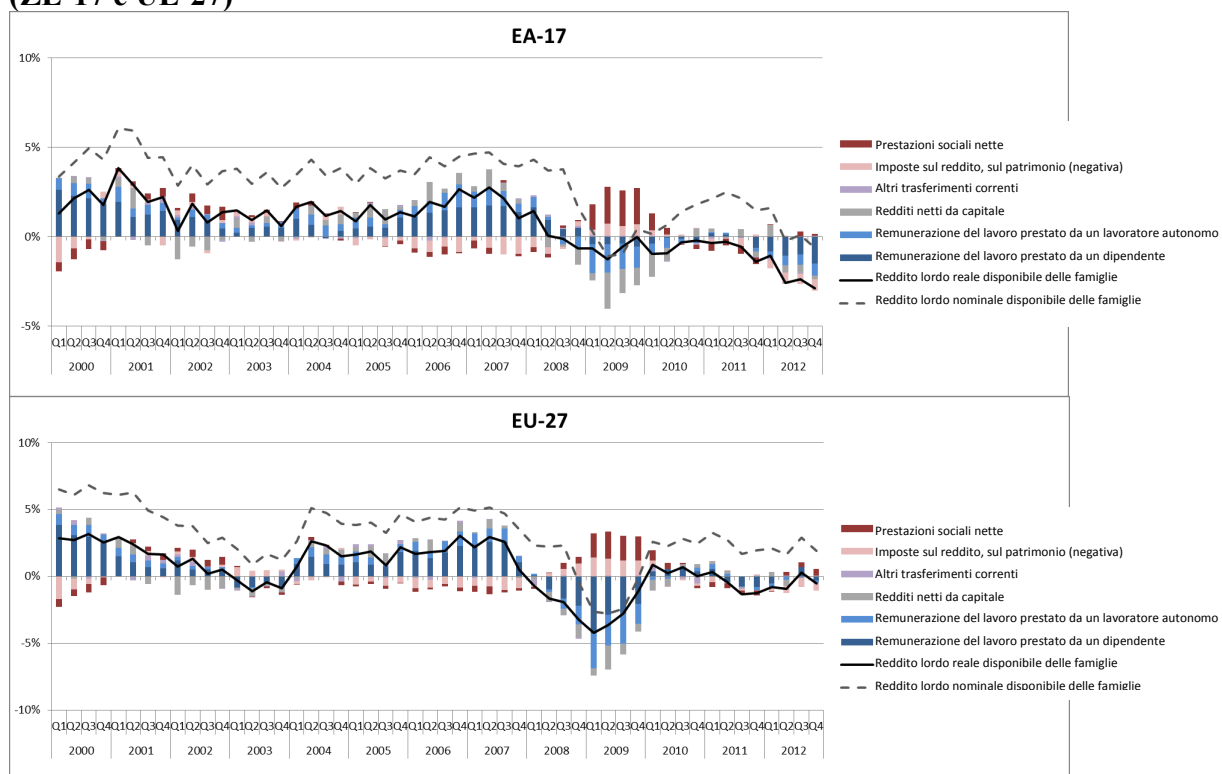 (ZE-17 e UE-27)
EA-17
10%
5%
0%
-5%
Q1Q2Q3Q4Q1Q2Q3Q4Q1Q2Q3Q4Q1Q2Q3Q4Q1Q2Q3Q4Q1Q2Q3Q4Q1Q2Q3Q4Q1Q2Q3Q4Q1Q2Q3Q4Q1Q2Q3Q4Q1Q2Q3Q4Q1Q2Q3Q4Q1Q2Q3Q4
2000 2001 2002 2003 2004 2005 2006 2007 2008 2009 2010 2011 2012
Prestazioni sociali nette
Imposte sul reddito, sul patrimonio (negativa)
Altri trasferimenti correnti
Redditi netti da capitale
Remunerazione del lavoro prestato da un lavoratore autonomo
Remunerazione del lavoro prestato da un dipendente
Reddito lordo reale disponibile delle famiglie
Reddito lordo nominale disponibile delle famiglie
EU-27
10%
5%
0%
-5%
-10%
Q1Q2Q3Q4Q1Q2Q3Q4Q1Q2Q3Q4Q1Q2Q3Q4Q1Q2Q3Q4Q1Q2Q3Q4Q1Q2Q3Q4Q1Q2Q3Q4Q1Q2Q3Q4Q1Q2Q3Q4Q1Q2Q3Q4Q1Q2Q3Q4Q1Q2Q3Q4
2000 2001 2002 2003 2004 2005 2006 2007 2008 2009 2010 2011 2012
Prestazioni sociali nette
Imposte sul reddito, sul patrimonio (negativa)
Altri trasferimenti correnti
Redditi netti da capitale
Remunerazione del lavoro prestato da un lavoratore autonomo
Remunerazione del lavoro prestato da un dipendente
Reddito lordo reale disponibile delle famiglie
Reddito lordo nominale disponibile delle famiglie